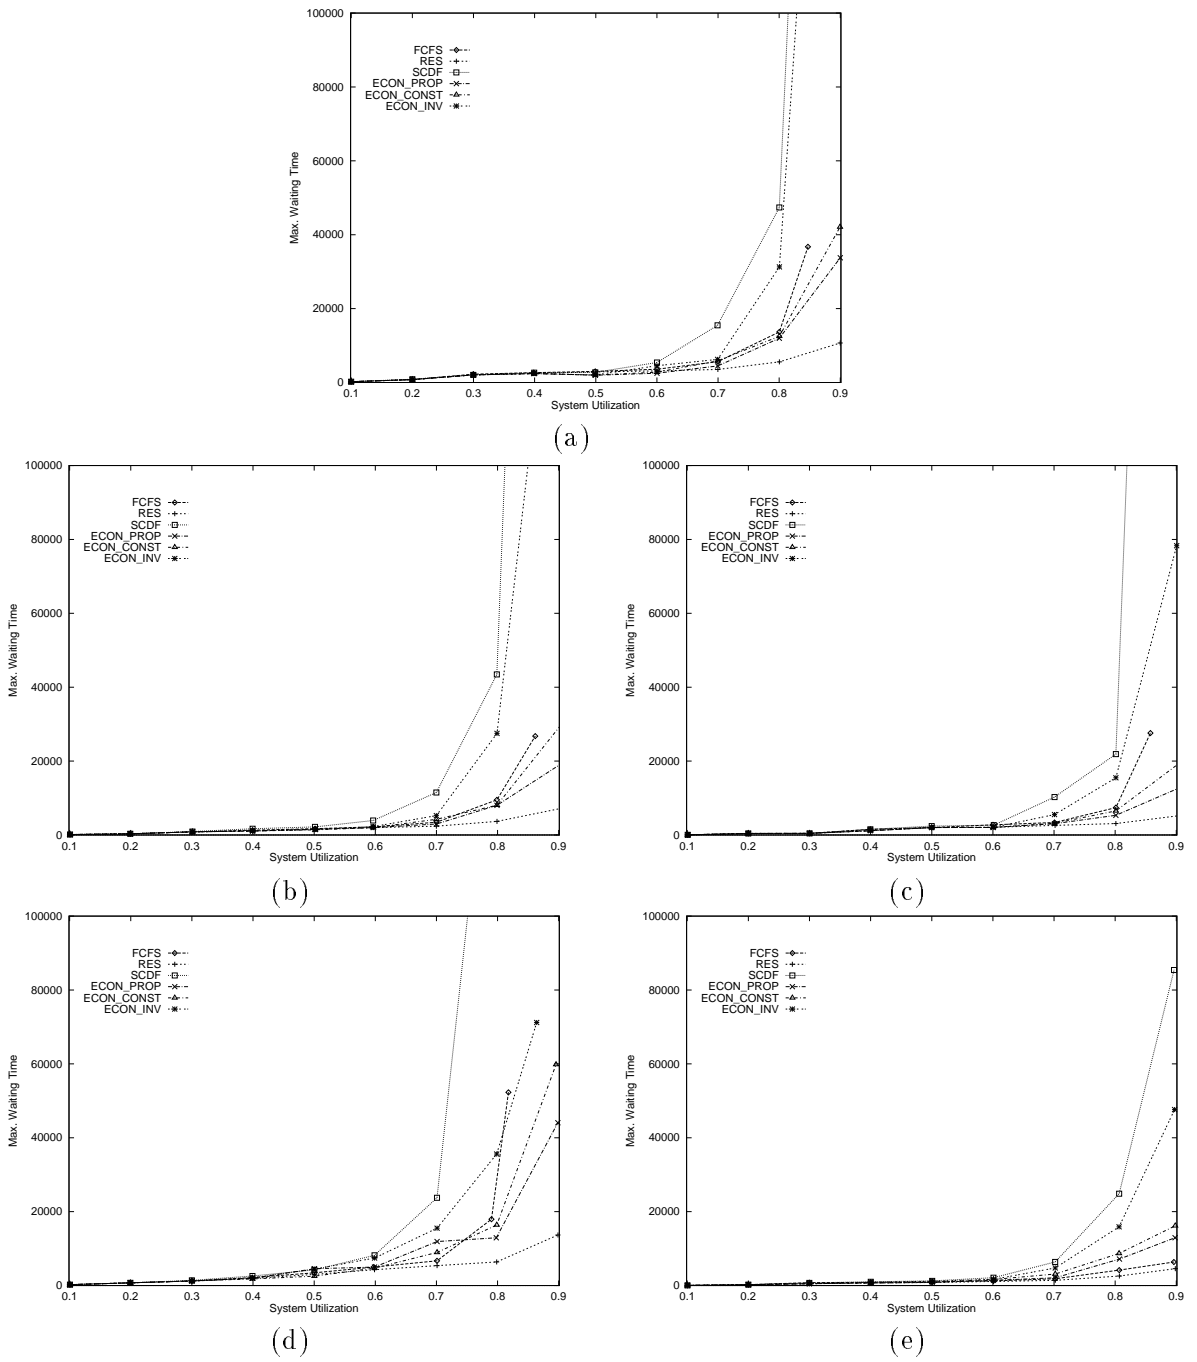 100000
80000
60000
40000
20000
0
Max. Waiting Time
FCFS
RES
SCDF
ECON_PROP
ECON_CONST
ECON_INV
0.1 0.2 0.3 0.4 0.5 0.6 0.7 0.8 0.9
System Utilization
(a)
100000
80000
60000
40000
20000
0
Max. Waiting Time
FCFS
RES
SCDF
ECON_PROP
ECON_CONST
ECON_INV
0.1 0.2 0.3 0.4 0.5 0.6 0.7 0.8 0.9
System Utilization
(b)
100000
80000
60000
40000
20000
0
Max. Waiting Time
FCFS
RES
SCDF
ECON_PROP
ECON_CONST
ECON_INV
0.1 0.2 0.3 0.4 0.5 0.6 0.7 0.8 0.9
System Utilization
(c)
100000
80000
60000
40000
20000
0
Max. Waiting Time
FCFS
RES
SCDF
ECON_PROP
ECON_CONST
ECON_INV
0.1 0.2 0.3 0.4 0.5 0.6 0.7 0.8 0.9
System Utilization
(d)
100000
80000
60000
40000
20000
0
Max. Waiting Time
FCFS
RES
SCDF
ECON_PROP
ECON_CONST
ECON_INV
0.1 0.2 0.3 0.4 0.5 0.6 0.7 0.8 0.9
System Utilization
(e)